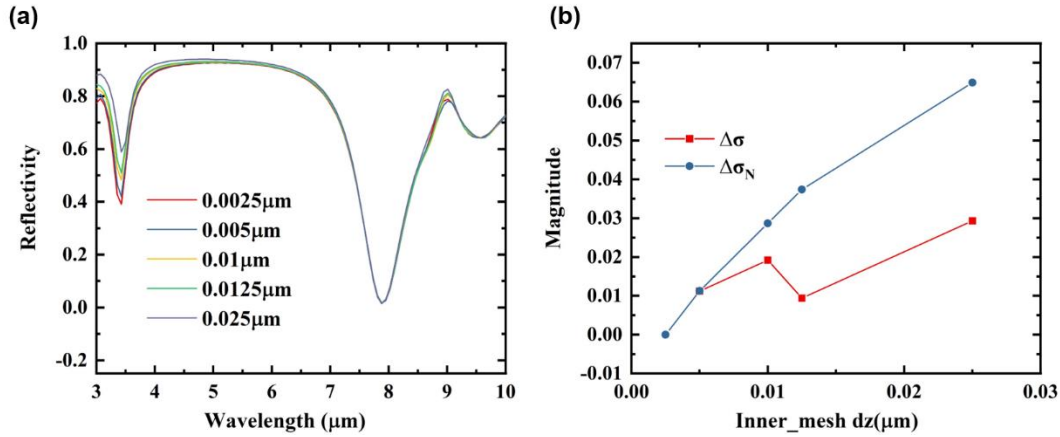 (a)
1.0
0.8
0.6
0.4
0.2
0.0
-0.2
Reflectivity
0.0025μm
0.005μm
0.01μm
0.0125μm
0.025μm
3 4 5 6 7 8 9 10
Wavelength (μm)
(b)
0.07
0.06
0.05
0.04
0.03
0.02
0.01
0.00
-0.01
Magnitude
Δσ
Δσ_N
0.00 0.01 0.02 0.03
Inner_mesh dz(μm)